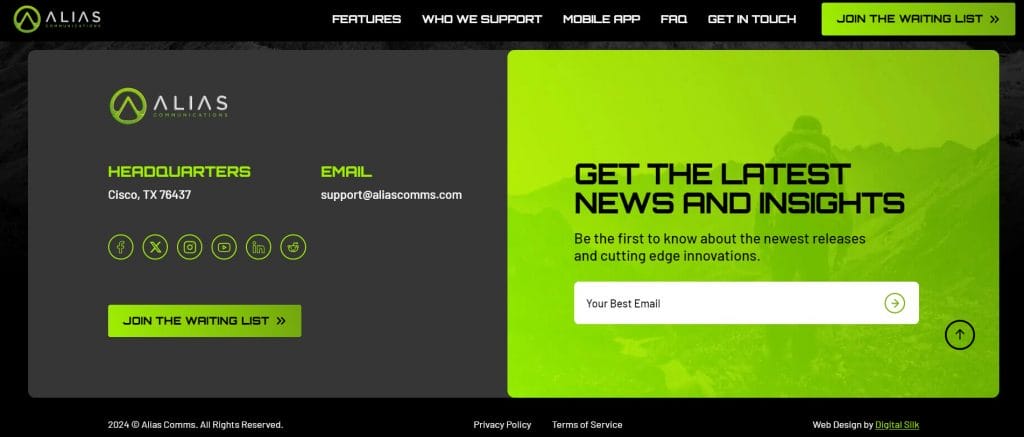 ALIAS
COMMUNICATIONS
FEATURES
WHO WE SUPPORT
MOBILE APP
FAQ
GET IN TOUCH
JOIN THE WAITING LIST
ALIAS
COMMUNICATIONS
HEADQUARTERS
Cisco, TX 76437
EMAIL
support@aliascomms.com
JOIN THE WAITING LIST
GET THE LATEST
NEWS AND INSIGHTS
Be the first to know about the newest releases
and cutting edge innovations.
Your Best Email
2024 © Alias Comms. All Rights Reserved.
Privacy Policy
Terms of Service
Web Design by Digital Silk